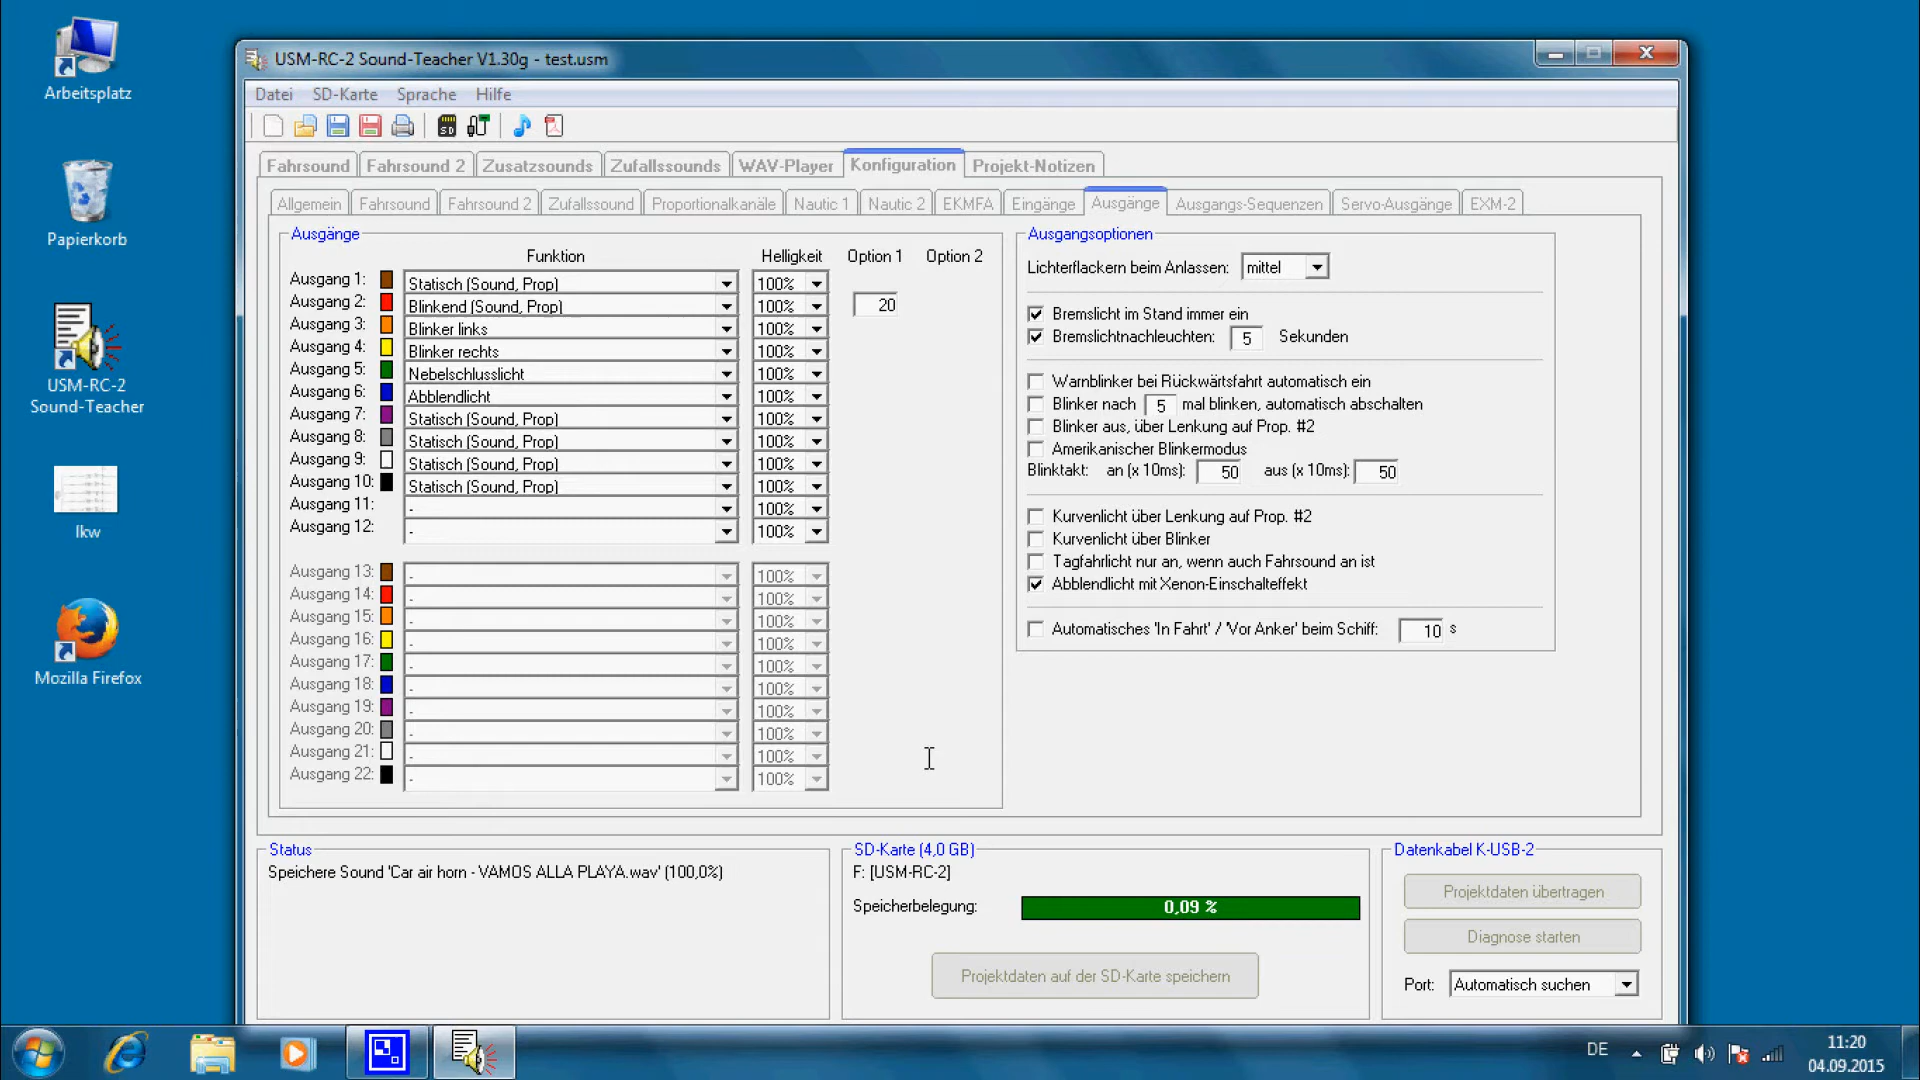 Arbeitsplatz
Papierkorb
USM-RC-2
Sound-Teacher
lkw
Mozilla Firefox
USM-RC-2 Sound-Teacher V1.30g - test.usm
Datei SD-Karte Sprache Hilfe
SD
Fahrsound Fahrsound 2 Zusatzsounds Zufallssounds WAV-Player Konfiguration Projekt-Notizen
Allgemein Fahrsound Fahrsound 2 Zufallssound Proportionalkanäle Nautic 1 Nautic 2 EKMFA Eingänge Ausgänge Ausgangs-Sequenzen Servo-Ausgänge EXM-2
Ausgänge
Funktion Helligkeit Option 1 Option 2
Ausgang 1: Statisch (Sound, Prop) 100%
Ausgang 2: Blinkend (Sound, Prop) 100% 20
Ausgang 3: Blinker links 100%
Ausgang 4: Blinker rechts 100%
Ausgang 5: Nebelschlusslicht 100%
Ausgang 6: Abblendlicht 100%
Ausgang 7: Statisch (Sound, Prop) 100%
Ausgang 8: Statisch (Sound, Prop) 100%
Ausgang 9: Statisch (Sound, Prop) 100%
Ausgang 10: Statisch (Sound, Prop) 100%
Ausgang 11: - 100%
Ausgang 12: - 100%
Ausgang 13: - 100%
Ausgang 14: - 100%
Ausgang 15: - 100%
Ausgang 16: - 100%
Ausgang 17: - 100%
Ausgang 18: - 100%
Ausgang 19: - 100%
Ausgang 20: - 100%
Ausgang 21: - 100%
Ausgang 22: - 100%
Ausgangsoptionen
Lichterflackern beim Anlassen: mittel
Bremslicht im Stand immer ein
Bremslichtnachleuchten: 5 Sekunden
Warnblinker bei Rückwärtsfahrt automatisch ein
Blinker nach 5 mal blinken, automatisch abschalten
Blinker aus, über Lenkung auf Prop. #2
Amerikanischer Blinkermodus
Blinktakt: an (x 10ms): 50 aus (x 10ms): 50
Kurvenlicht über Lenkung auf Prop. #2
Kurvenlicht über Blinker
Tagfahrlicht nur an, wenn auch Fahrsound an ist
Abblendlicht mit Xenon-Einschalteffekt
Automatisches 'In Fahrt' / 'Vor Anker' beim Schiff: 10 s
Status
Speichere Sound 'Car air horn - VAMOS ALLA PLAYA.wav' (100,0%)
SD-Karte (4,0 GB)
F: [USM-RC-2]
Speicherbelegung: 0,09 %
Projektdaten auf der SD-Karte speichern
Datenkabel K-USB-2
Projektdaten übertragen
Diagnose starten
Port: Automatisch suchen
DE
11:20
04.09.2015